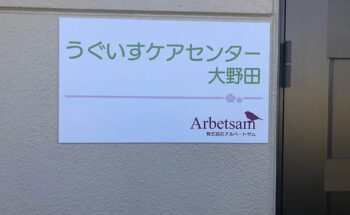 うぐいすケアセンター
大野田
Arbetsam
株式会社アルベートサム